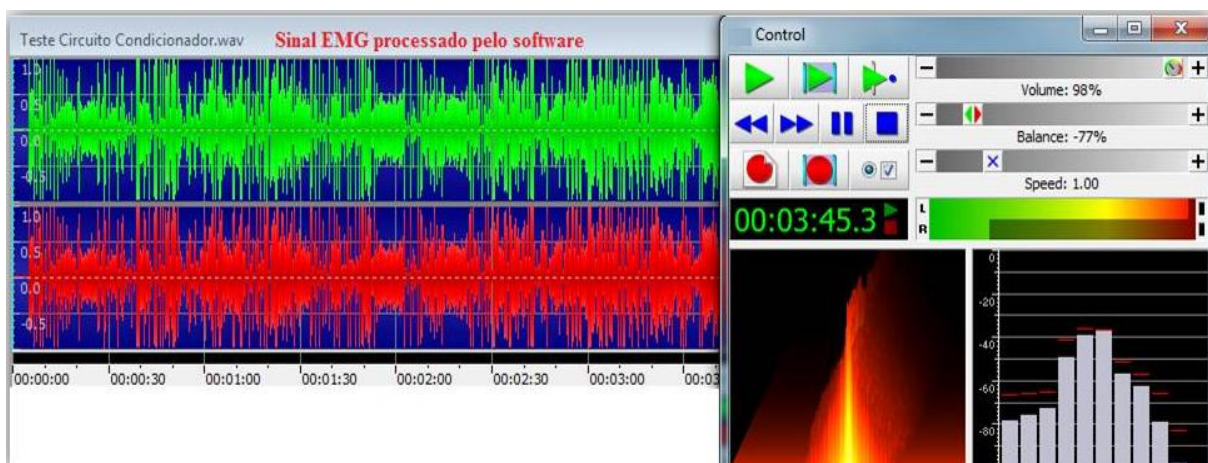 Teste Circuito Condicionador.wav
Sinal EMG processado pelo software
1.0
0.5
0.0
-0.5
1.0
0.5
0.0
-0.5
00:00:00 00:00:30 00:01:00 00:01:30 00:02:00 00:02:30 00:03:00 00:03
Control
Volume: 98%
Balance: -77%
Speed: 1.00
00:03:45.3
L
R
0
-20
-40
-60
-80